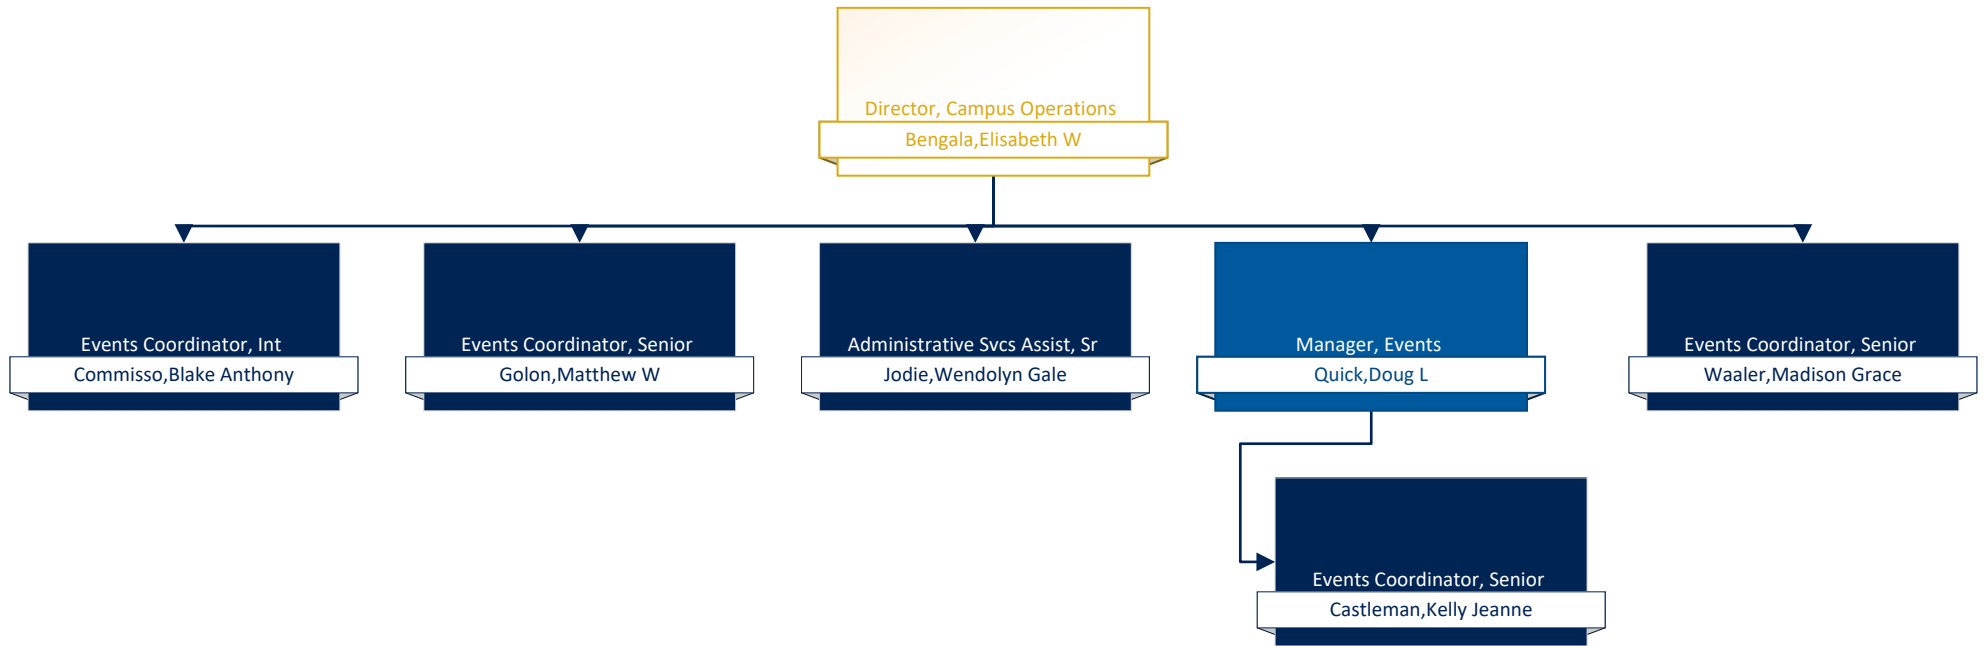 Director, Campus Operations
Bengala,Elisabeth W
Events Coordinator, Int
Commisso,Blake Anthony
Events Coordinator, Senior
Golon,Matthew W
Administrative Svcs Assist, Sr
Jodie,Wendolyn Gale
Manager, Events
Quick,Doug L
Events Coordinator, Senior
Waaler,Madison Grace
Events Coordinator, Senior
Castleman,Kelly Jeanne